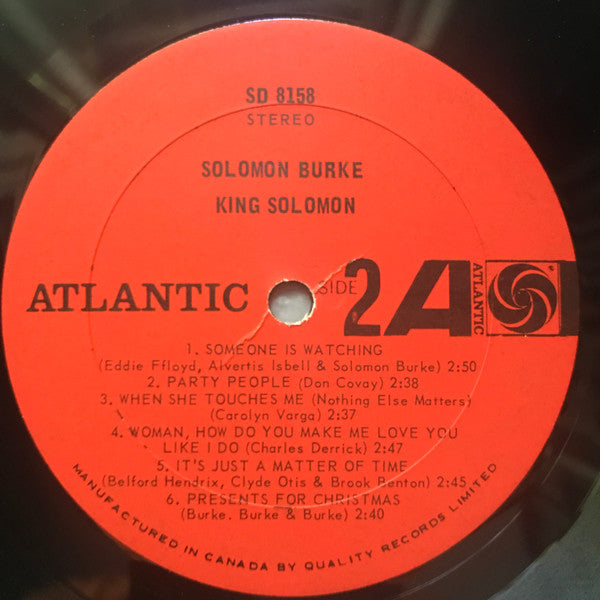 SD 8158
STEREO
SOLOMON BURKE
KING SOLOMON
ATLANTIC SIDE 2 A ATLANTIC
1. SOMEONE IS WATCHING
(Eddie Ffloyd, Alvertis Isbell & Solomon Burke) 2:50
2. PARTY PEOPLE (Don Covay) 2:38
3. WHEN SHE TOUCHES ME (Nothing Else Matters)
(Carolyn Varga) 2:37
4. WOMAN, HOW DO YOU MAKE ME LOVE YOU
LIKE I DO (Charles Derrick) 2:47
5. IT'S JUST A MATTER OF TIME
(Belford Hendrix, Clyde Otis & Brook Benton) 2:45
6. PRESENTS FOR CHRISTMAS
(Burke. Burke & Burke) 2:40
MANUFACTURED IN CANADA BY QUALITY RECORDS LIMITED